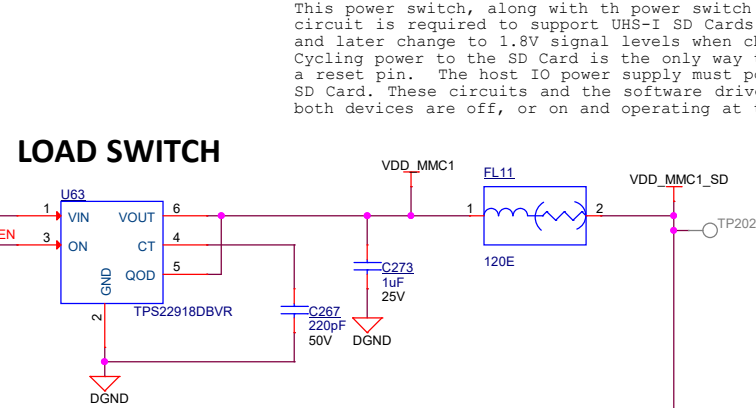 This power switch, along with th power switch
circuit is required to support UHS-I SD Cards
and later change to 1.8V signal levels when
Cycling power to the SD Card is the only way
a reset pin. The host IO power supply must
SD Card. These circuits and the software
both devices are off, or on and operating at
LOAD SWITCH
VDD_MMC1
FL11
VDD_MMC1_SD
U63
1 VIN VOUT 6
1 2
TP202
EN
3 ON CT 4
QOD 5
GND
2
120E
C273
1uF
25V
TPS22918DBVR
C267
220pF
50V
DGND
DGND